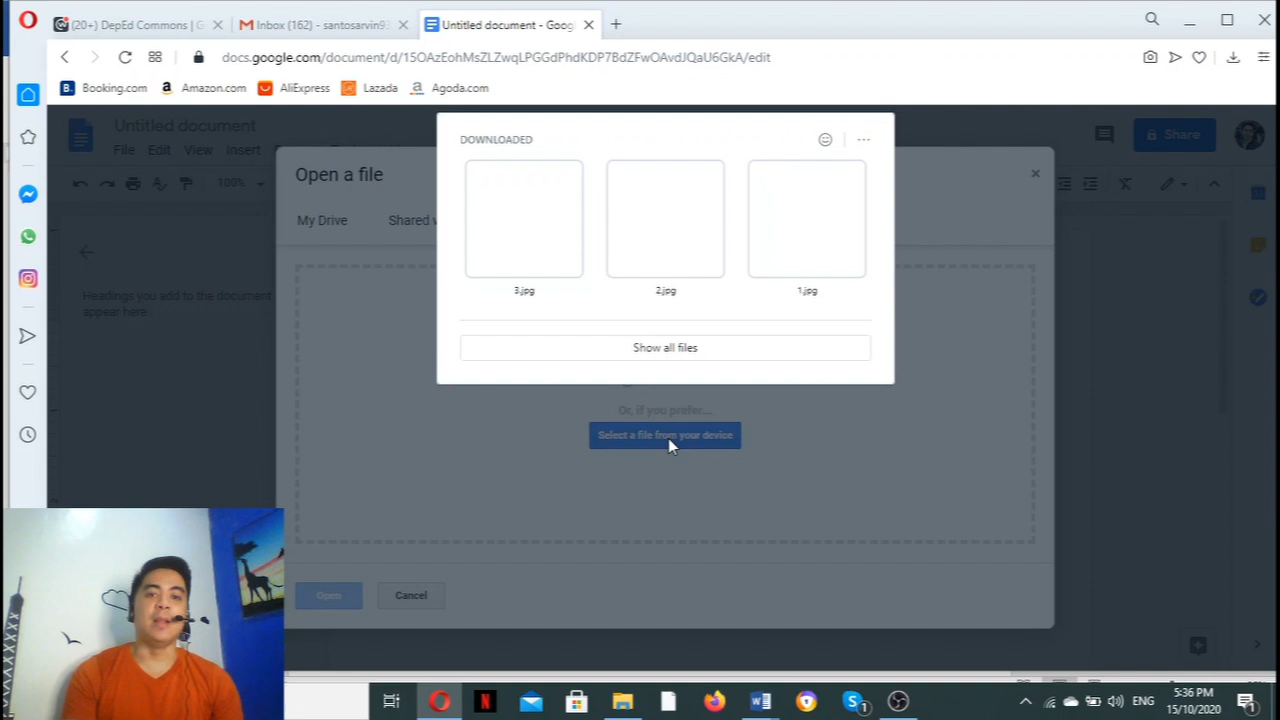 (20+) DepEd Commons | G
Inbox (162) - santosarvin92
Untitled document - Goog
docs.google.com/document/d/15OAzEohMsZLZwqLPGGdPhdKDP7BdZFwOAvdJQaU6GkA/edit
Booking.com
Amazon.com
AliExpress
Lazada
Agoda.com
Untitled document
File Edit View Insert
Share
100%
Open a file
My Drive
Shared w
DOWNLOADED
3.jpg
2.jpg
1.jpg
Show all files
Headings you add to the document
appear here.
Or, if you prefer...
Select a file from your device
Open
Cancel
ENG
5:36 PM
15/10/2020